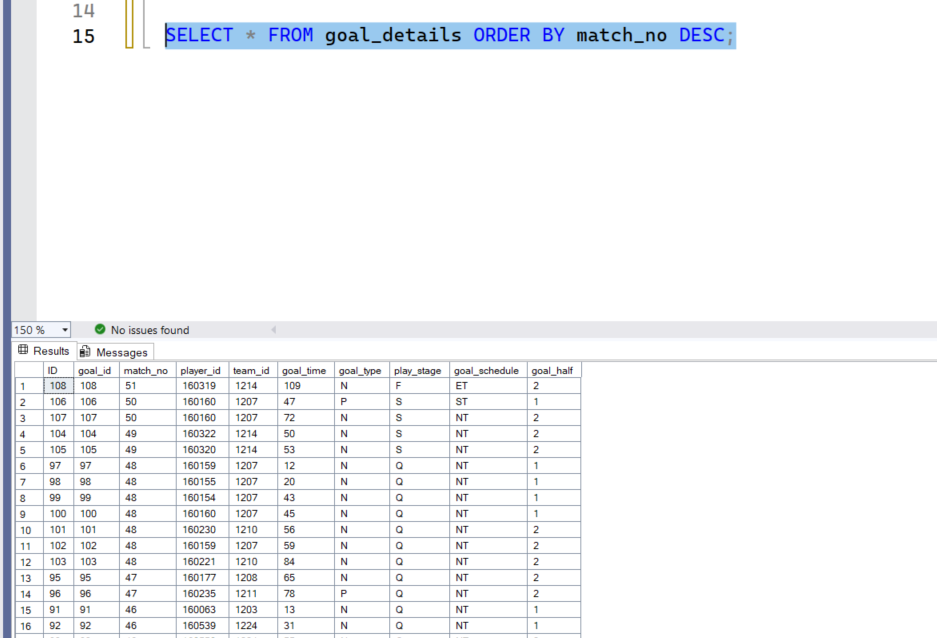 14
15 SELECT * FROM goal_details ORDER BY match_no DESC;
150 % No issues found
Results Messages
ID goal_id match_no player_id team_id goal_time goal_type play_stage goal_schedule goal_half
1 108 108 51 160319 1214 109 N F ET 2
2 106 106 50 160160 1207 47 P S ST 1
3 107 107 50 160160 1207 72 N S NT 2
4 104 104 49 160322 1214 50 N S NT 2
5 105 105 49 160320 1214 53 N S NT 2
6 97 97 48 160159 1207 12 N Q NT 1
7 98 98 48 160155 1207 20 N Q NT 1
8 99 99 48 160154 1207 43 N Q NT 1
9 100 100 48 160160 1207 45 N Q NT 1
10 101 101 48 160230 1210 56 N Q NT 2
11 102 102 48 160159 1207 59 N Q NT 2
12 103 103 48 160221 1210 84 N Q NT 2
13 95 95 47 160177 1208 65 N Q NT 2
14 96 96 47 160235 1211 78 P Q NT 2
15 91 91 46 160063 1203 13 N Q NT 1
16 92 92 46 160539 1224 31 N Q NT 1